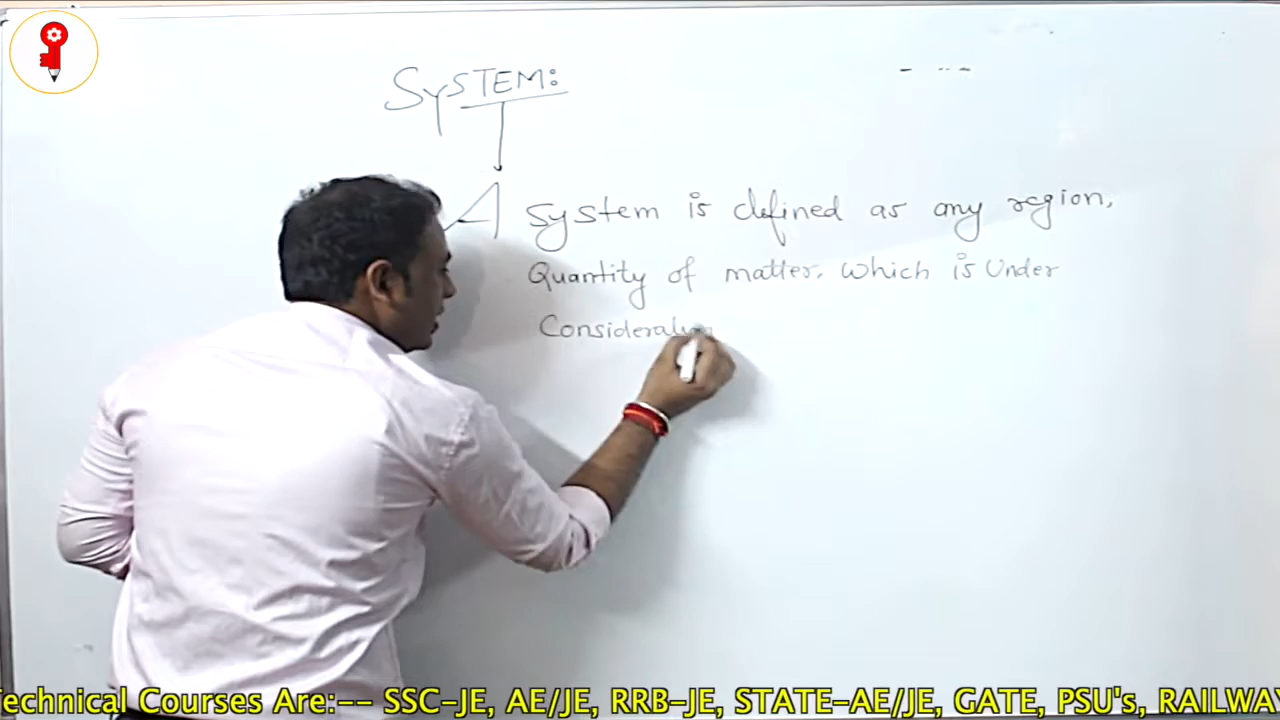 SYSTEM:
A System is defined as any region,
Quantity of matter. Which is Under
Consideration
Technical Courses Are:-- SSC-JE, AE/JE, RRB-JE, STATE-AE/JE, GATE, PSU's, RAILWAY